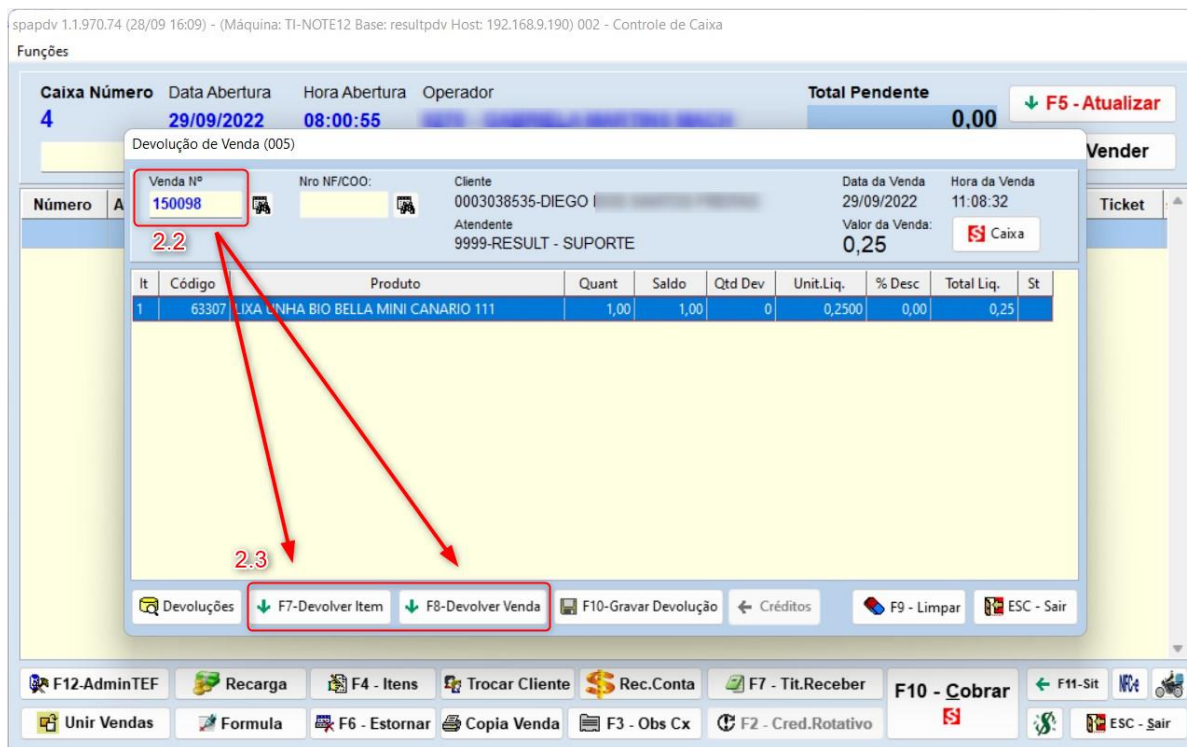 spapdv 1.1.970.74 (28/09 16:09) - (Máquina: TI-NOTE12 Base: resultpdv Host: 192.168.9.190) 002 - Controle de Caixa
Funções
Caixa Número Data Abertura Hora Abertura Operador Total Pendente F5 - Atualizar
4 29/09/2022 08:00:55 0,00
Devolução de Venda (005) Vender
Venda Nº Nro NF/COO: Cliente Data da Venda Hora da Venda
150098 0003038535-DIEGO 29/09/2022 11:08:32
Número A Ticket
Atendente Valor da Venda:
2.2 9999-RESULT - SUPORTE 0,25 Caixa
It Código Produto Quant Saldo Qtd Dev Unit.Liq. % Desc Total Liq. St
1 63307 LIXA UNHA BIO BELLA MINI CANARIO 111 1,00 1,00 0 0,2500 0,00 0,25
2.3
Devoluções F7-Devolver Item F8-Devolver Venda F10-Gravar Devolução Créditos F9 - Limpar ESC - Sair
F12-AdminTEF Recarga F4 - Itens Trocar Cliente Rec.Conta F7 - Tit.Receber F10 - Cobrar F11-Sit NFC-e
Unir Vendas Formula F6 - Estornar Copia Venda F3 - Obs Cx F2 - Cred.Rotativo ESC - Sair